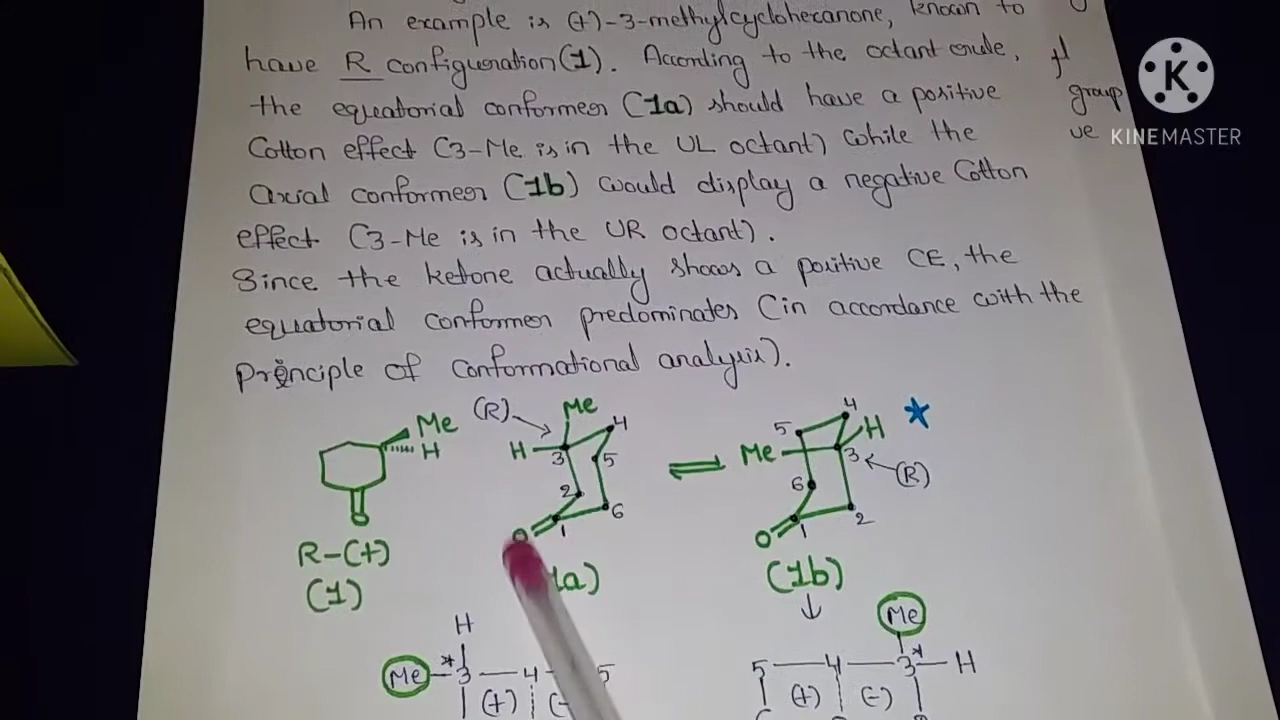 An example is (+)-3-methylcyclohexanone, known to
have R configuration (1). According to the octant rule,
the equatorial conformer (1a) should have a positive
Cotton effect (3-Me is in the UL octant) while the
axial conformer (1b) would display a negative Cotton
effect (3-Me is in the UR octant).
Since the ketone actually shows a positive CE, the
equatorial conformer predominates (in accordance with the
Principle of Conformational analysis).
group
ve
K
KINEMASTER
Me
H
O
R-(+)
(1)
(R)
Me
H
3
4
5
2
6
O
1
1a)
4
5
H
Me
3
(R)
6
2
O
1
(1b)
H
Me * 3 4 5
(+) (-
Me
5 4 3* H
(+) (-)